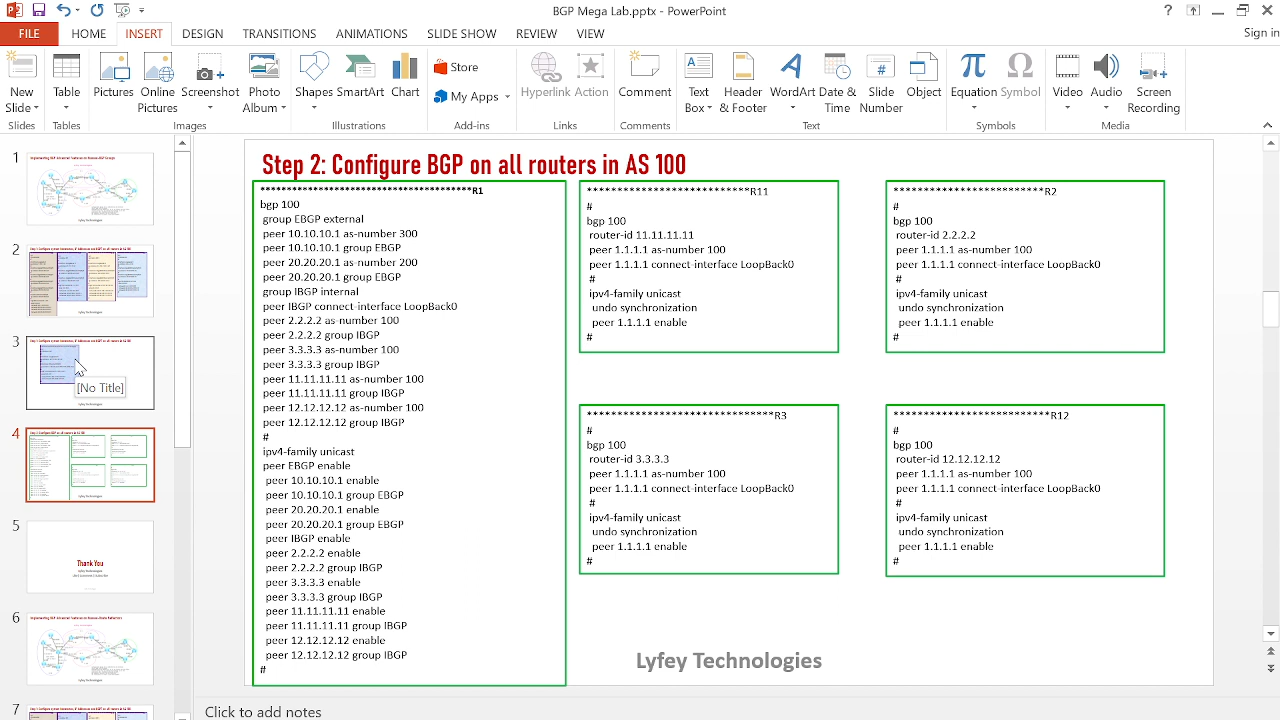 BGP Mega Lab.pptx - PowerPoint
?
Sign in
FILE HOME INSERT DESIGN TRANSITIONS ANIMATIONS SLIDE SHOW REVIEW VIEW
New Slide
Table
Pictures
Online Pictures
Screenshot
Photo Album
Shapes
SmartArt
Chart
Store
My Apps
Hyperlink
Action
Comment
Text Box
Header & Footer
WordArt
Date & Time
Slide Number
Object
Equation
Symbol
Video
Audio
Screen Recording
Slides Tables Images Illustrations Add-ins Links Comments Text Symbols Media
1
2
3
[No Title]
4
5
Thank You
6
7
Step 2: Configure BGP on all routers in AS 100
************************************R1
bgp 100
group EBGP external
peer 10.10.10.1 as-number 300
peer 10.10.10.1 group EBGP
peer 20.20.20.1 as-number 200
peer 20.20.20.1 group EBGP
group IBGP internal
peer IBGP connect-interface LoopBack0
peer 2.2.2.2 as-number 100
peer 2.2.2.2 group IBGP
peer 3.3.3.3 as-number 100
peer 3.3.3.3 group IBGP
peer 11.11.11.11 as-number 100
peer 11.11.11.11 group IBGP
peer 12.12.12.12 as-number 100
peer 12.12.12.12 group IBGP
#
ipv4-family unicast
peer EBGP enable
peer 10.10.10.1 enable
peer 10.10.10.1 group EBGP
peer 20.20.20.1 enable
peer 20.20.20.1 group EBGP
peer IBGP enable
peer 2.2.2.2 enable
peer 2.2.2.2 group IBGP
peer 3.3.3.3 enable
peer 3.3.3.3 group IBGP
peer 11.11.11.11 enable
peer 11.11.11.11 group IBGP
peer 12.12.12.12 enable
peer 12.12.12.12 group IBGP
#
***************************R11
#
bgp 100
router-id 11.11.11.11
peer 1.1.1.1 as-number 100
peer 1.1.1.1 connect-interface LoopBack0
#
ipv4-family unicast
undo synchronization
peer 1.1.1.1 enable
#
*************************R2
#
bgp 100
router-id 2.2.2.2
peer 1.1.1.1 as-number 100
peer 1.1.1.1 connect-interface LoopBack0
#
ipv4-family unicast
undo synchronization
peer 1.1.1.1 enable
#
*******************************R3
#
bgp 100
router-id 3.3.3.3
peer 1.1.1.1 as-number 100
peer 1.1.1.1 connect-interface LoopBack0
#
ipv4-family unicast
undo synchronization
peer 1.1.1.1 enable
#
**************************R12
#
bgp 100
router-id 12.12.12.12
peer 1.1.1.1 as-number 100
peer 1.1.1.1 connect-interface LoopBack0
#
ipv4-family unicast
undo synchronization
peer 1.1.1.1 enable
#
Lyfey Technologies
Click to add notes